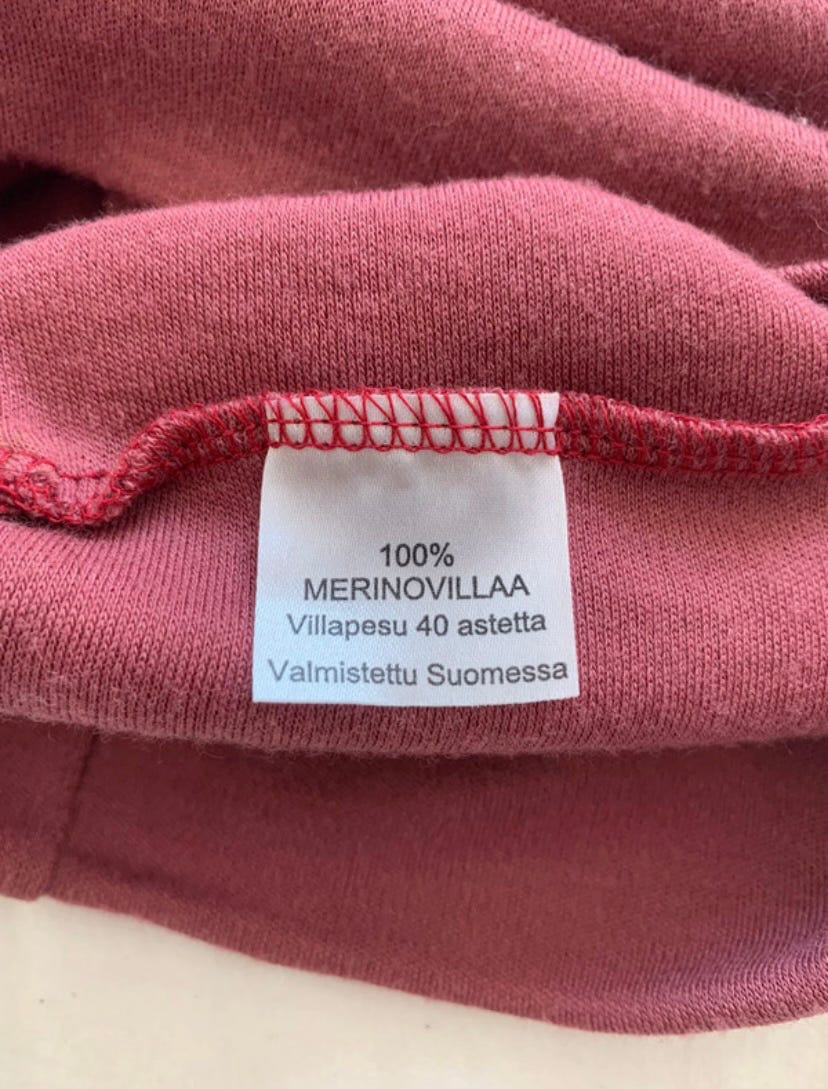 100%
MERINOVILLAA
Villapesu 40 astetta
Valmistettu Suomessa